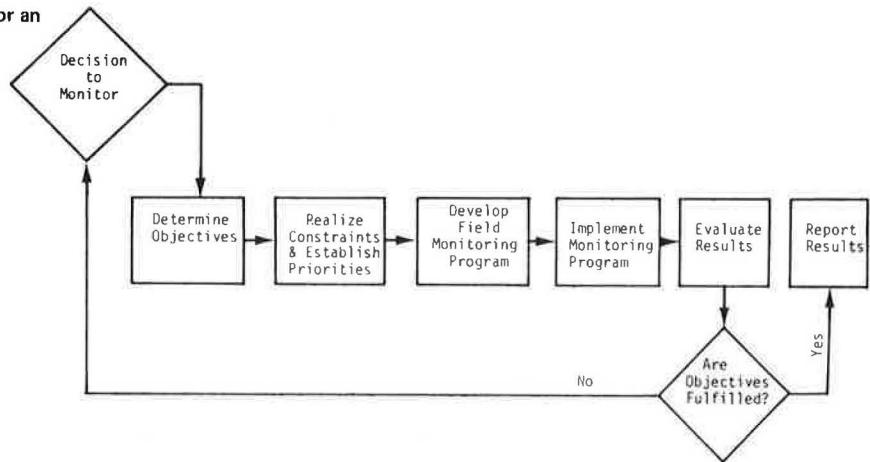 or an
Decision
to
Monitor
Determine
Objectives
Realize
Constraints
& Establish
Priorities
Develop
Field
Monitoring
Program
Implement
Monitoring
Program
Evaluate
Results
Report
Results
Are
Objectives
Fulfilled?
No
Yes